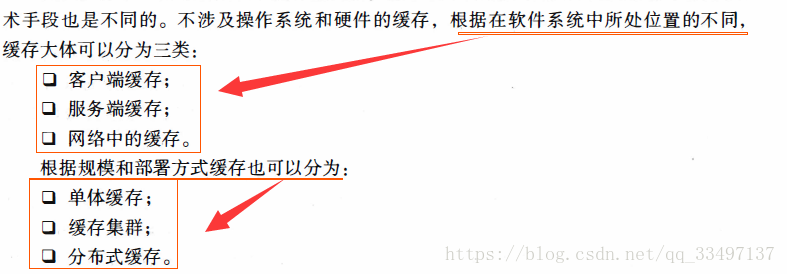 术手段也是不同的。不涉及操作系统和硬件的缓存，根据在软件系统中所处位置的不同，
缓存大体可以分为三类：
❑ 客户端缓存；
❑ 服务端缓存；
❑ 网络中的缓存。
根据规模和部署方式缓存也可以分为：
❑ 单体缓存；
❑ 缓存集群；
❑ 分布式缓存。
https://blog.csdn.net/qq_33497137